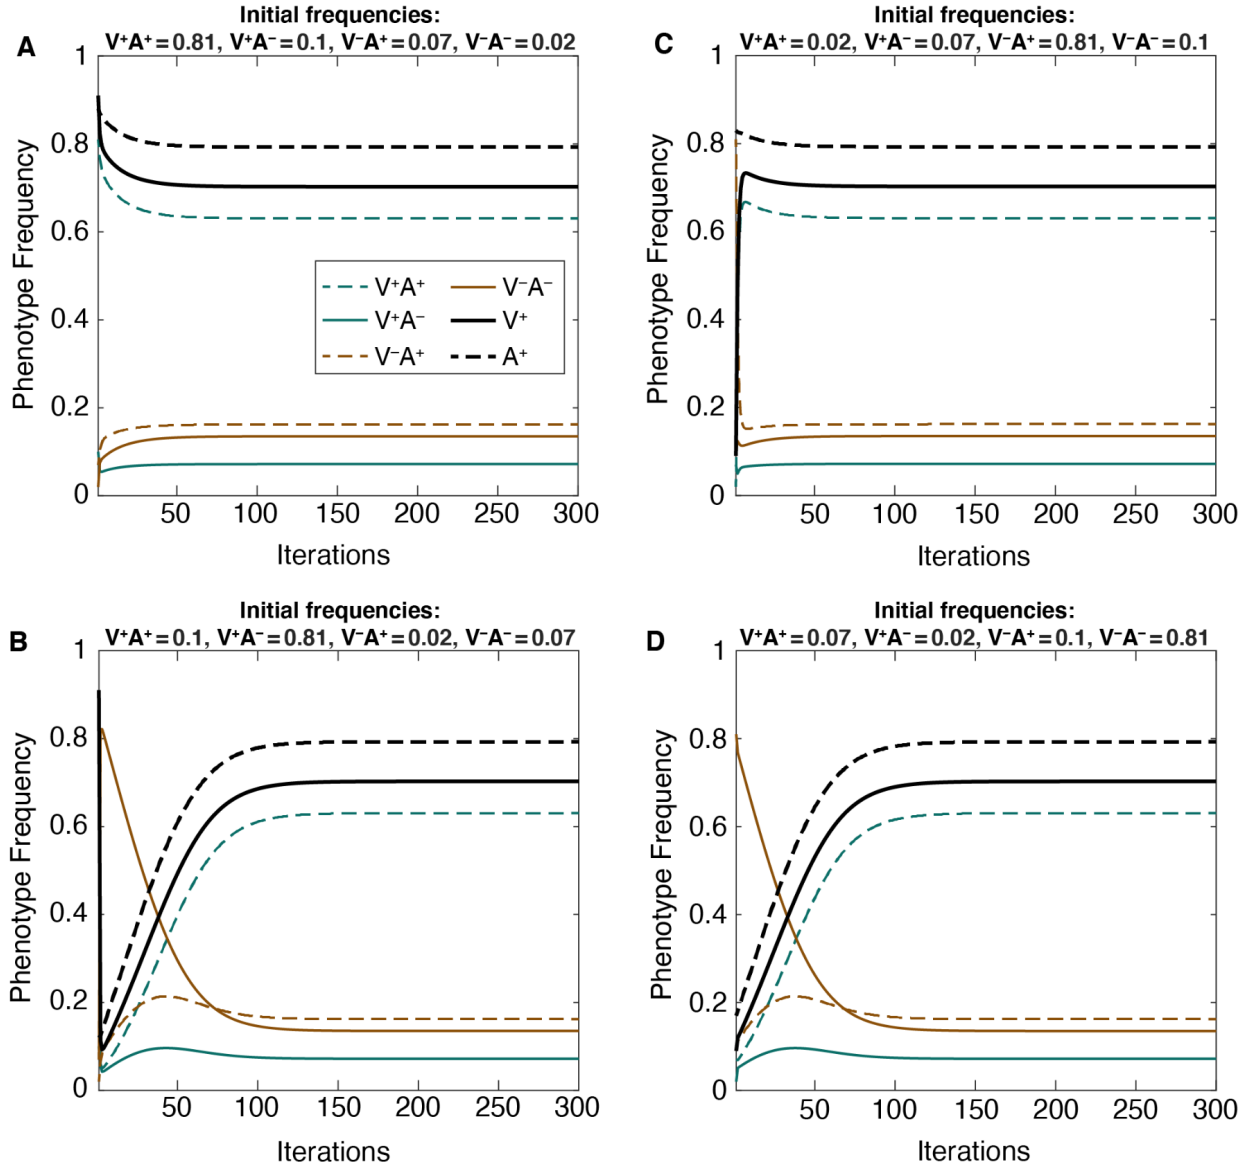 Initial frequencies:
A V⁺A⁺=0.81, V⁺A⁻=0.1, V⁻A⁺=0.07, V⁻A⁻=0.02
1
0.8
0.6
0.4
0.2
0
Phenotype Frequency
V⁺A⁺
V⁺A⁻
V⁻A⁺
V⁻A⁻
V⁺
A⁺
50 100 150 200 250 300
Iterations
Initial frequencies:
C V⁺A⁺=0.02, V⁺A⁻=0.07, V⁻A⁺=0.81, V⁻A⁻=0.1
1
0.8
0.6
0.4
0.2
0
Phenotype Frequency
50 100 150 200 250 300
Iterations
Initial frequencies:
B V⁺A⁺=0.1, V⁺A⁻=0.81, V⁻A⁺=0.02, V⁻A⁻=0.07
1
0.8
0.6
0.4
0.2
0
Phenotype Frequency
50 100 150 200 250 300
Iterations
Initial frequencies:
D V⁺A⁺=0.07, V⁺A⁻=0.02, V⁻A⁺=0.1, V⁻A⁻=0.81
1
0.8
0.6
0.4
0.2
0
Phenotype Frequency
50 100 150 200 250 300
Iterations